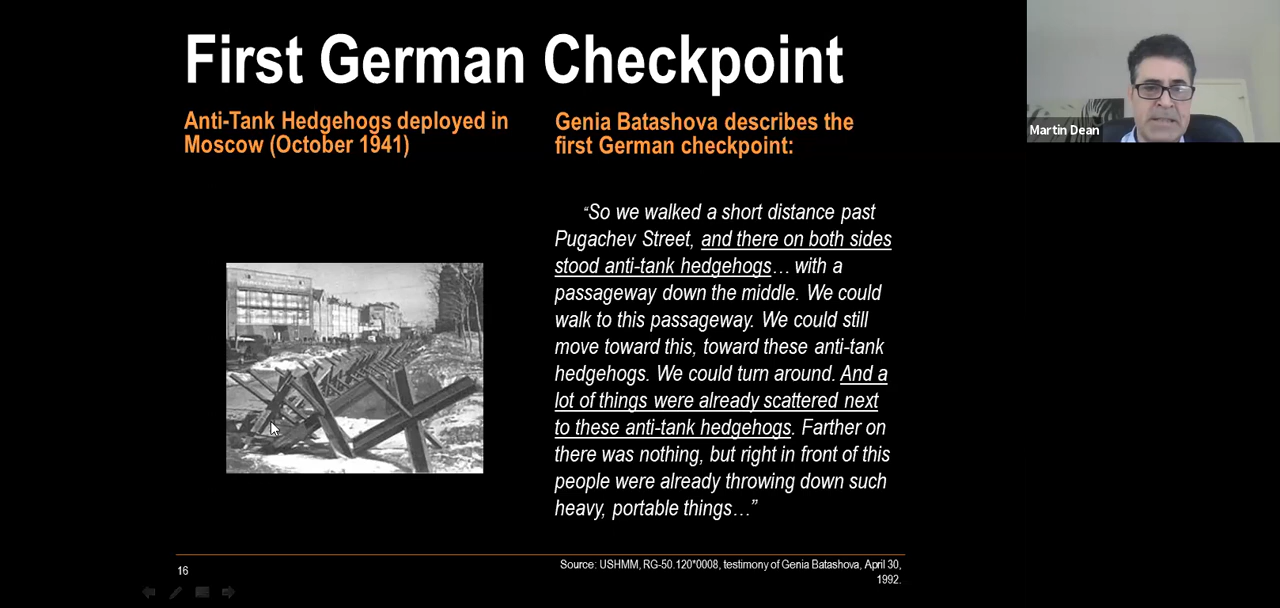 First German Checkpoint
Anti-Tank Hedgehogs deployed in
Moscow (October 1941)
Genia Batashova describes the
first German checkpoint:
“So we walked a short distance past
Pugachev Street, and there on both sides
stood anti-tank hedgehogs… with a
passageway down the middle. We could
walk to this passageway. We could still
move toward this, toward these anti-tank
hedgehogs. We could turn around. And a
lot of things were already scattered next
to these anti-tank hedgehogs. Farther on
there was nothing, but right in front of this
people were already throwing down such
heavy, portable things…”
16
Source: USHMM, RG-50.120*0008, testimony of Genia Batashova, April 30,
1992.
Martin Dean